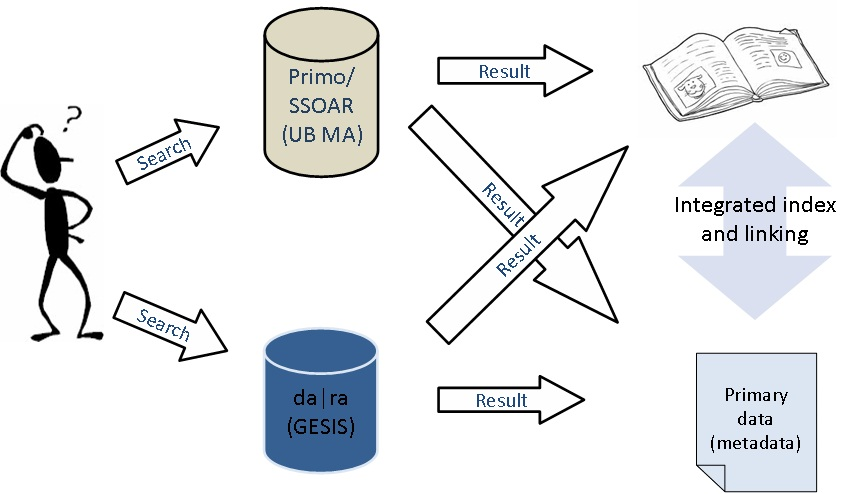 ?
Search
Primo/
SSOAR
(UB MA)
Result
Result
Result
Integrated index
and linking
Search
da|ra
(GESIS)
Result
Primary
data
(metadata)